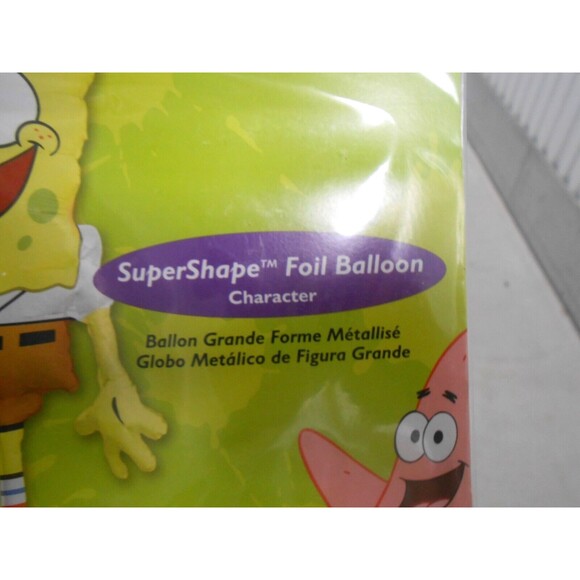 SuperShape™ Foil Balloon
Character
Ballon Grande Forme Métallisé
Globo Metálico de Figura Grande